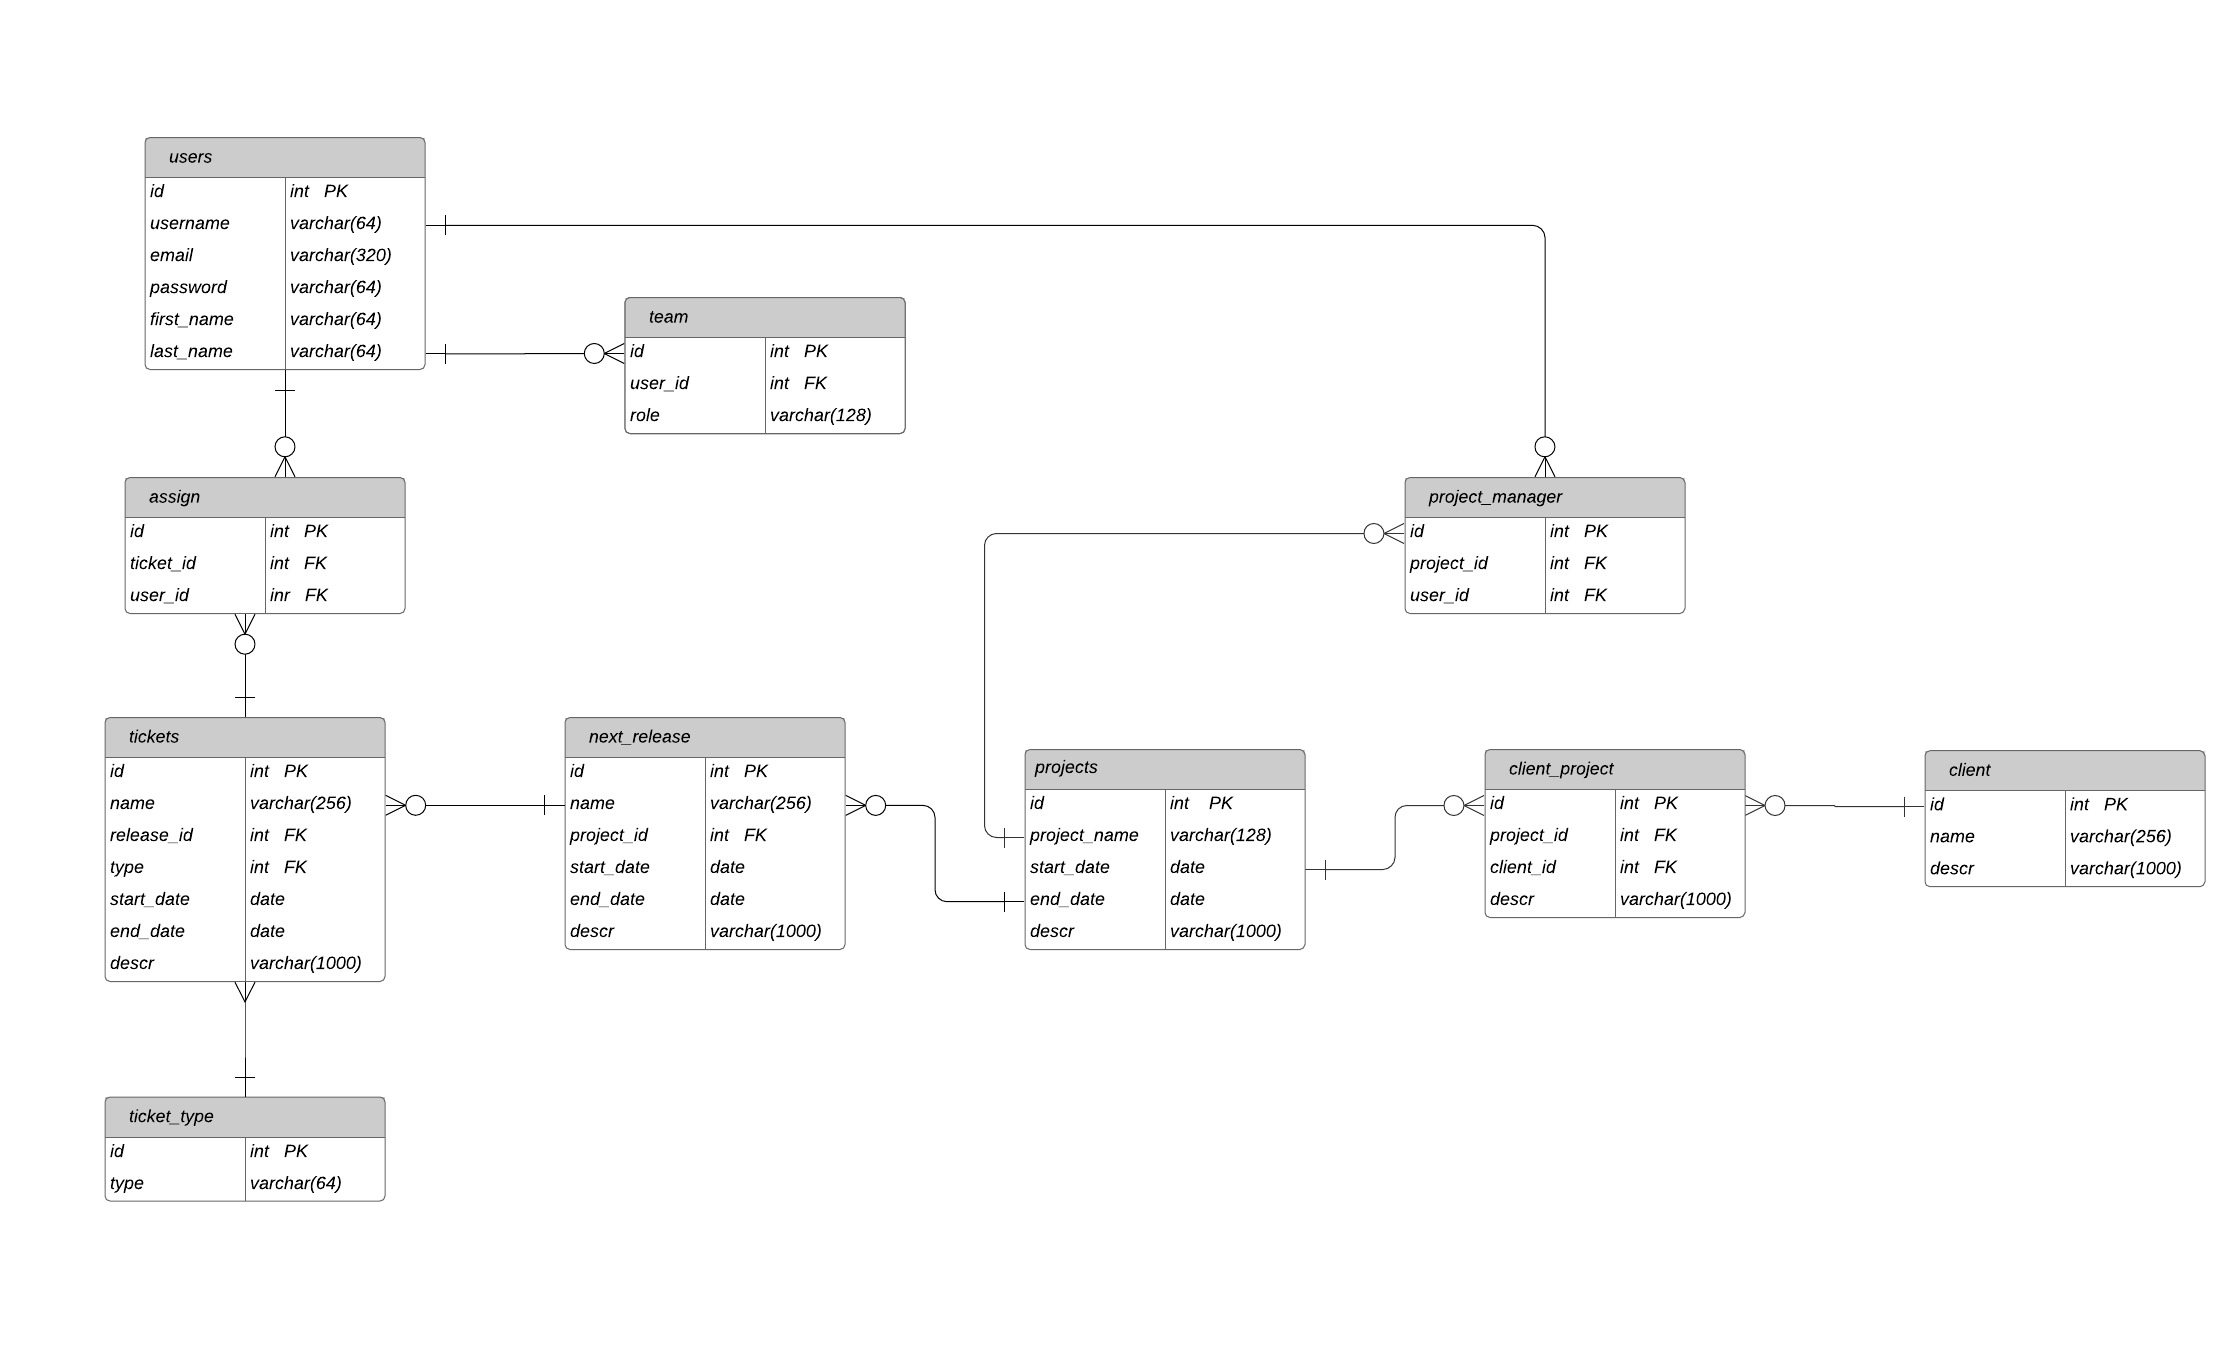 users
id int PK
username varchar(64)
email varchar(320)
password varchar(64)
first_name varchar(64)
last_name varchar(64)
team
id int PK
user_id int FK
role varchar(128)
assign
id int PK
ticket_id int FK
user_id inr FK
project_manager
id int PK
project_id int FK
user_id int FK
tickets
id int PK
name varchar(256)
release_id int FK
type int FK
start_date date
end_date date
descr varchar(1000)
next_release
id int PK
name varchar(256)
project_id int FK
start_date date
end_date date
descr varchar(1000)
projects
id int PK
project_name varchar(128)
start_date date
end_date date
descr varchar(1000)
client_project
id int PK
project_id int FK
client_id int FK
descr varchar(1000)
client
id int PK
name varchar(256)
descr varchar(1000)
ticket_type
id int PK
type varchar(64)